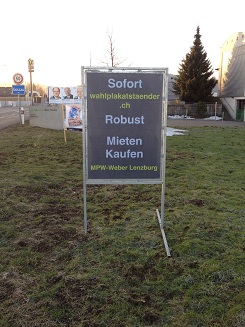 Sofort
wahlplakatstaender
.ch
Robust
Mieten
Kaufen
MPW-Weber Lenzburg